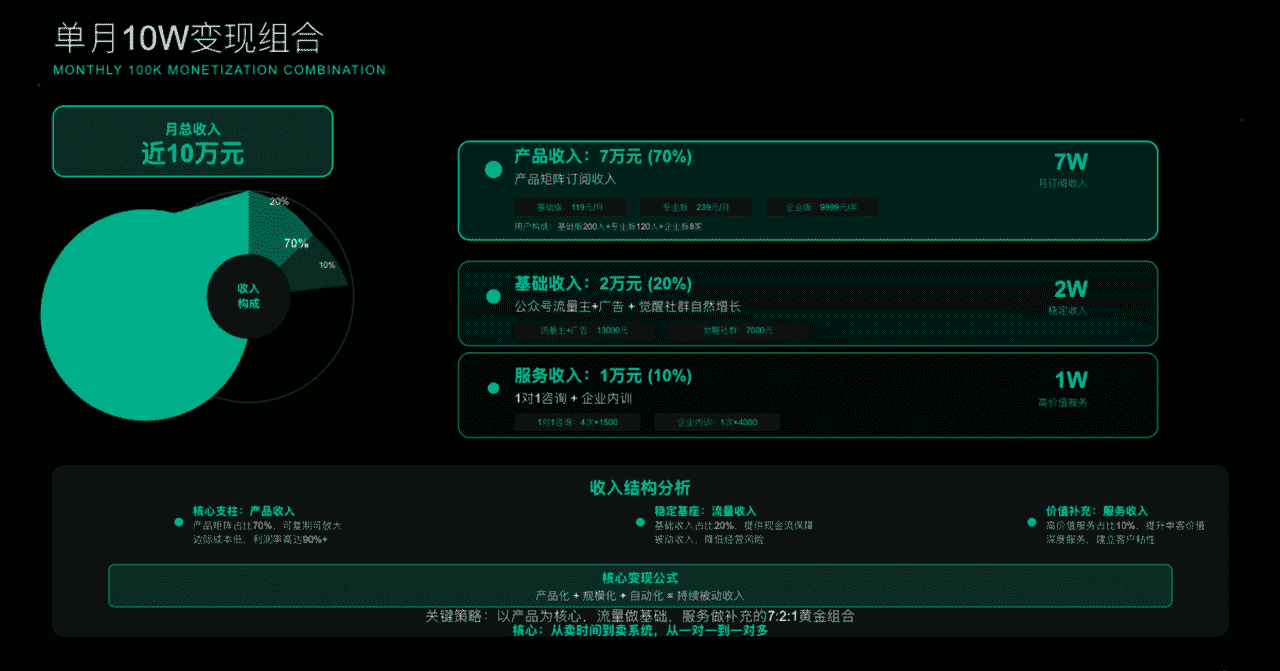 单月10W变现组合
MONTHLY 100K MONETIZATION COMBINATION
月总收入
近10万元
20%
70%
10%
收入
构成
产品收入：7万元 (70%)
产品矩阵订阅收入
基础版：119元/月
专业版：239元/月
企业版：9999元/年
用户构成：基础版200人+专业版120人+企业版8家
7W
月订阅收入
基础收入：2万元 (20%)
公众号流量主+广告 + 觉醒社群自然增长
流量主+广告：13000元
觉醒社群：7000元
2W
稳定收入
服务收入：1万元 (10%)
1对1咨询 + 企业内训
1对1咨询：4次×1500
企业内训：1次×4000
1W
高价值服务
收入结构分析
核心支柱：产品收入
产品矩阵占比70%，可复制可放大
边际成本低，利润率高达90%+
稳定基座：流量收入
基础收入占比20%，提供现金流保障
被动收入，降低经营风险
价值补充：服务收入
高价值服务占比10%，提升单客价值
深度服务，建立客户粘性
核心变现公式
产品化 + 规模化 + 自动化 = 持续被动收入
关键策略：以产品为核心，流量做基础，服务做补充的7:2:1黄金组合
核心：从卖时间到卖系统，从一对一到一对多